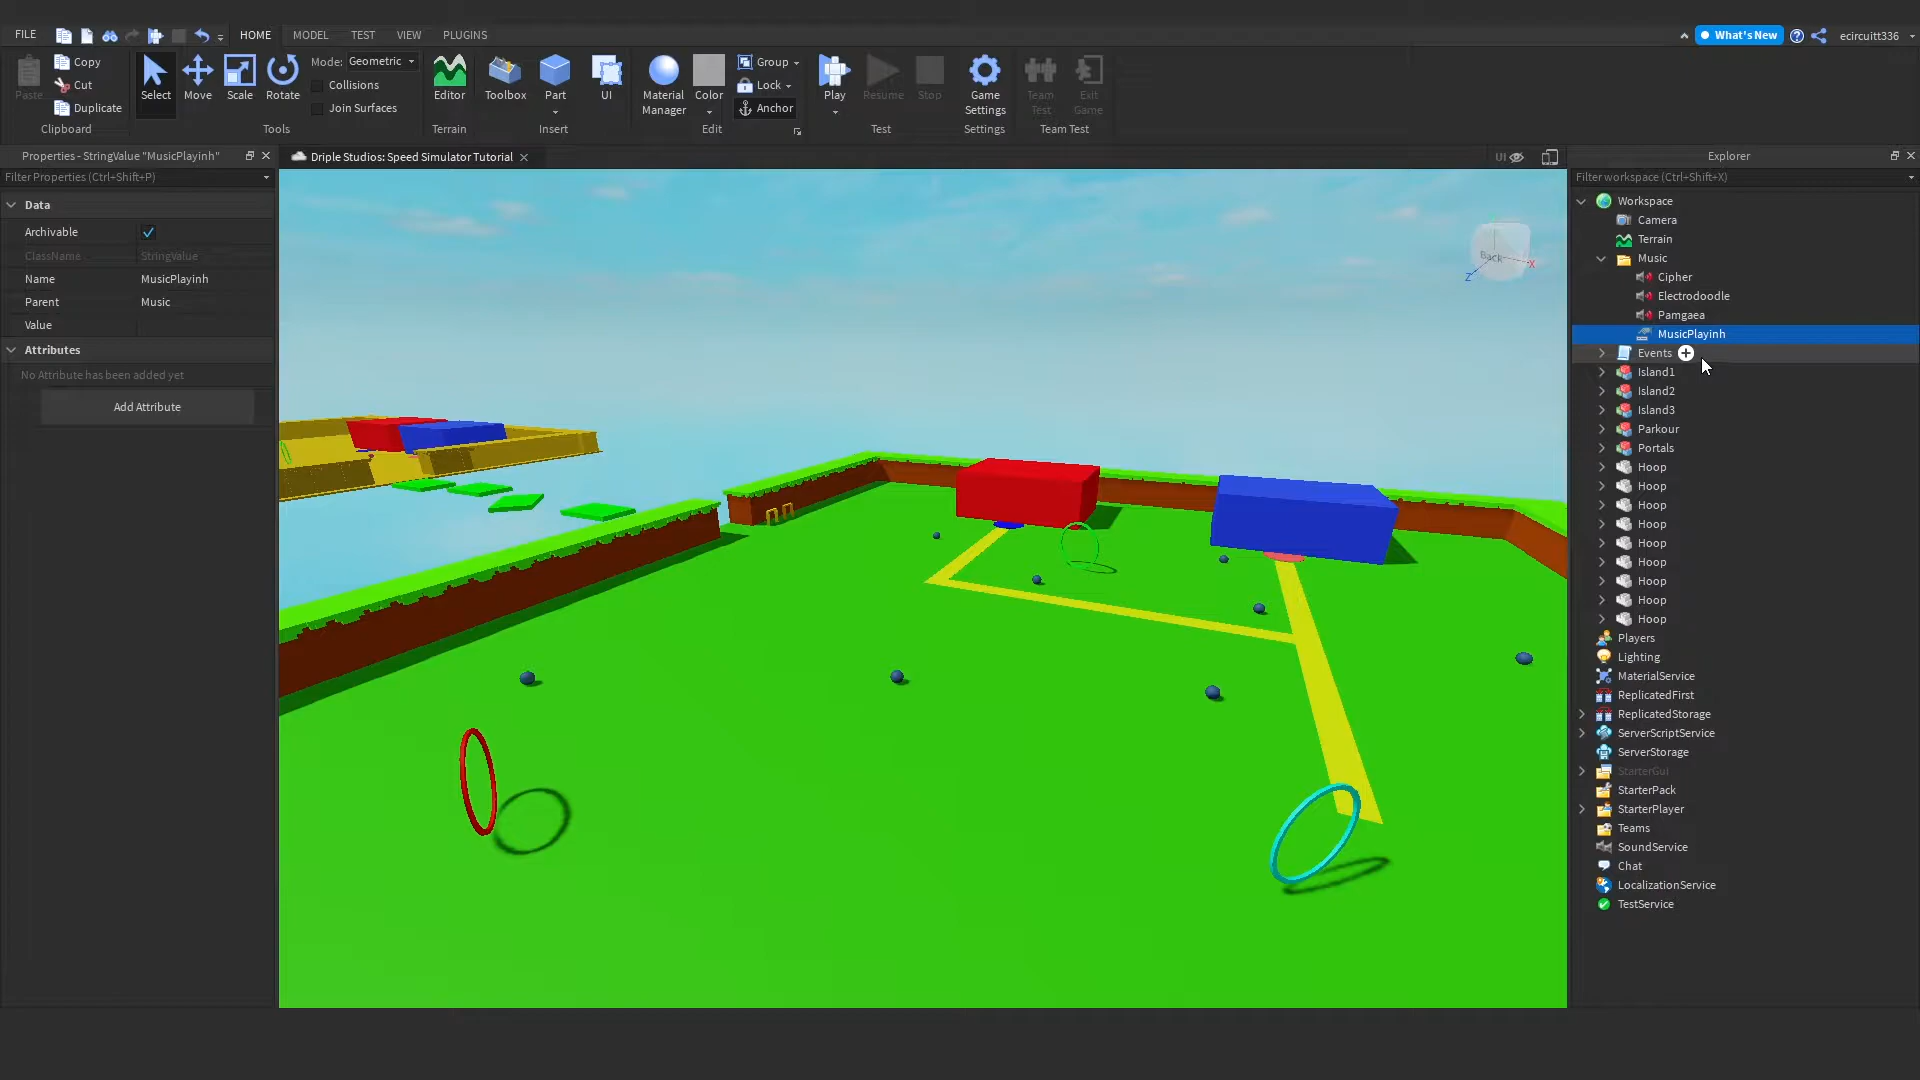 FILE HOME MODEL TEST VIEW PLUGINS What's New ecircuitt336
Paste Copy Cut Duplicate Clipboard
Select Move Scale Rotate Mode: Geometric Collisions Join Surfaces Tools
Editor Terrain
Toolbox Part UI Insert
Material Manager Color Group Lock Anchor Edit
Play Resume Stop Test
Game Settings Settings
Team Test Exit Game Team Test
Properties - StringValue "MusicPlayinh"
Filter Properties (Ctrl+Shift+P)
Data
Archivable
ClassName StringValue
Name MusicPlayinh
Parent Music
Value
Attributes
No Attribute has been added yet
Add Attribute
Driple Studios: Speed Simulator Tutorial
UI
Back
X
Z
Explorer
Filter workspace (Ctrl+Shift+X)
Workspace
Camera
Terrain
Music
Cipher
Electrodoodle
Pamgaea
MusicPlayinh
Events
Island1
Island2
Island3
Parkour
Portals
Hoop
Hoop
Hoop
Hoop
Hoop
Hoop
Hoop
Hoop
Hoop
Players
Lighting
MaterialService
ReplicatedFirst
ReplicatedStorage
ServerScriptService
ServerStorage
StarterGui
StarterPack
StarterPlayer
Teams
SoundService
Chat
LocalizationService
TestService